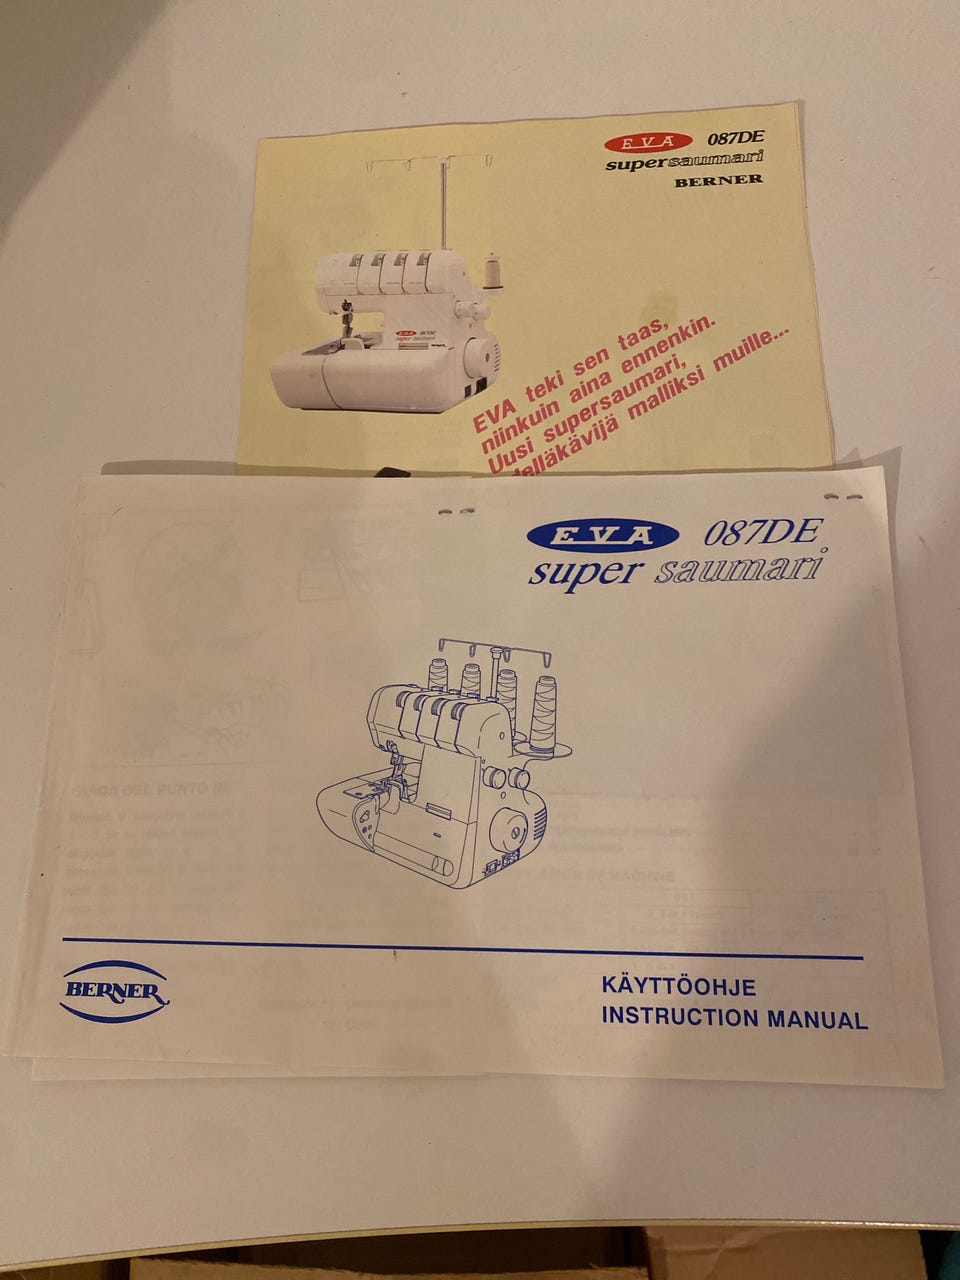 EVA 087DE
supersaumari
BERNER
EVA teki sen taas,
niinkuin aina ennenkin.
Uusi supersaumari,
malliksi muille...
EVA 087DE
super saumari
BERNER
KÄYTTÖOHJE
INSTRUCTION MANUAL